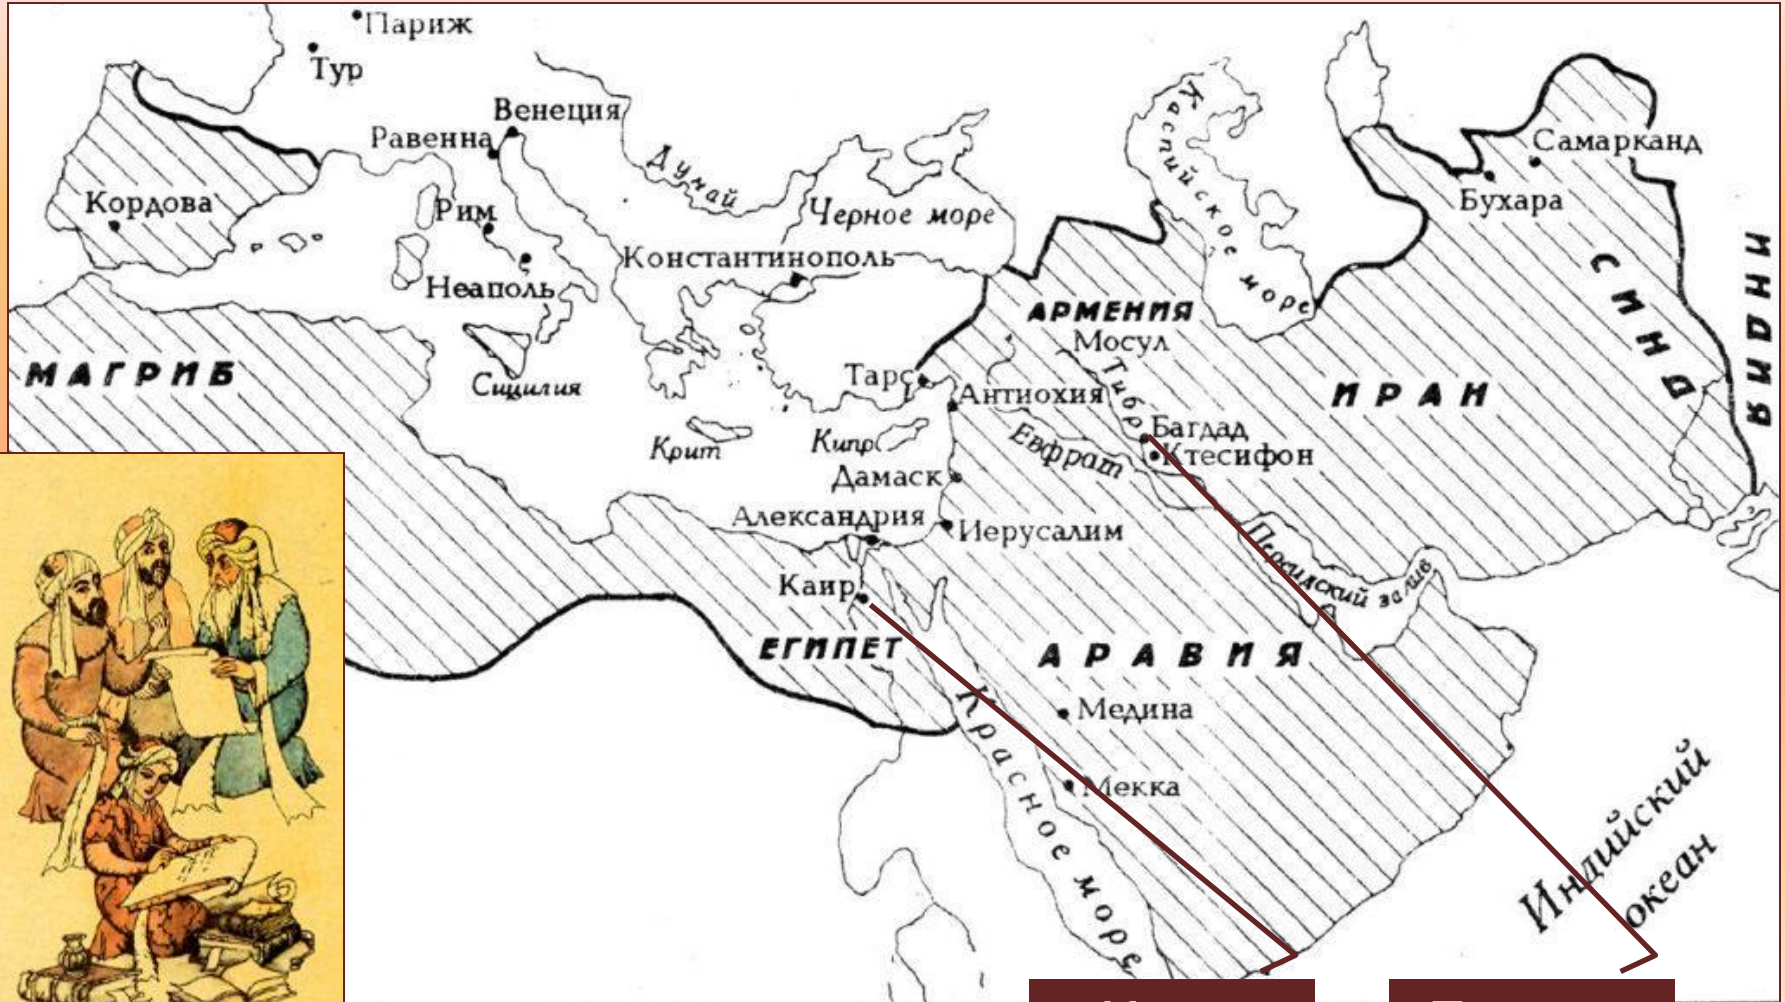 Париж
Тур
Венеция
Равенна
Дунай
Каспийское море
Самарканд
Бухара
Кордова
Рим
Черное море
Константинополь
Неаполь
СИНД
ИНДИЯ
АРМЕНИЯ
Мосул
МАГРИБ
Сицилия
Тарс
Антиохия
Тибр
ИРАН
Крит
Кипр
Евфрат
Багдад
Ктесифон
Дамаск
Александрия
Иерусалим
Персидский залив
Каир
ЕГИПЕТ
АРАВИЯ
Медина
Красное море
Мекка
Индийский
океан